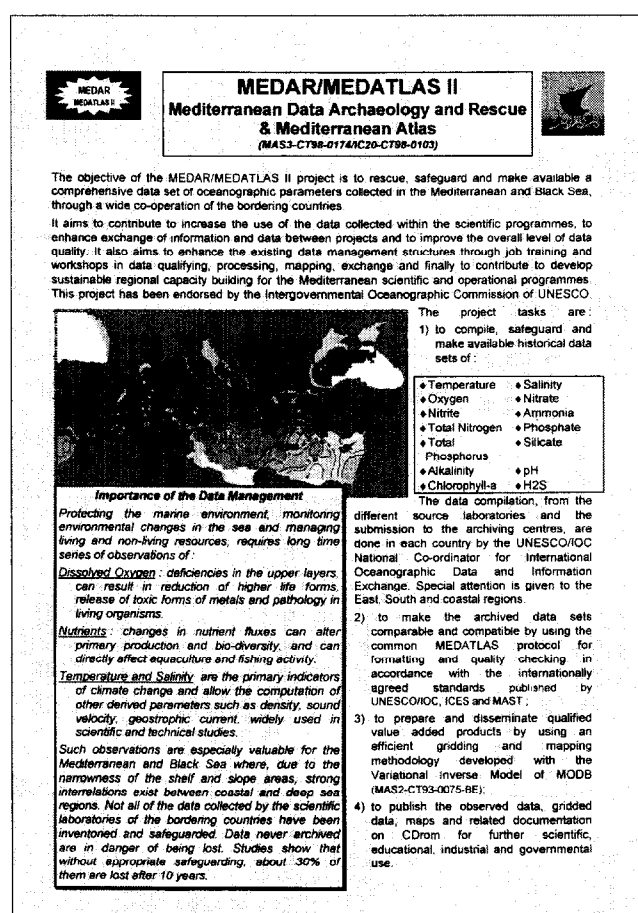 MEDAR
MEDATLAS II
MEDAR/MEDATLAS II
Mediterranean Data Archaeology and Rescue
& Mediterranean Atlas
(MAS3-CT98-0174/IC20-CT98-0103)
The objective of the MEDAR/MEDATLAS II project is to rescue, safeguard and make available a
comprehensive data set of oceanographic parameters collected in the Mediterranean and Black Sea,
through a wide co-operation of the bordering countries.
It aims to contribute to increase the use of the data collected within the scientific programmes, to
enhance exchange of information and data between projects and to improve the overall level of data
quality. It also aims to enhance the existing data management structures through job training and
workshops in data qualifying, processing, mapping, exchange and finally to contribute to develop
sustainable regional capacity building for the Mediterranean scientific and operational programmes.
This project has been endorsed by the Intergovernmental Oceanographic Commission of UNESCO.
The project tasks are :
1) to compile, safeguard and
make available historical data
sets of :
♦Temperature ♦Salinity
♦Oxygen ♦Nitrate
♦Nitrite ♦Ammonia
♦Total Nitrogen ♦Phosphate
♦Total ♦Silicate
Phosphorus
♦Alkalinity ♦pH
♦Chlorophyll-a ♦H2S
Importance of the Data Management
Protecting the marine environment, monitoring
environmental changes in the sea and managing
living and non-living resources, requires long time
series of observations of :
Dissolved Oxygen : deficiencies in the upper layers,
can result in reduction of higher life forms,
release of toxic forms of metals and pathology in
living organisms.
Nutrients : changes in nutrient fluxes can alter
primary production and bio-diversity, and can
directly affect equaculture and fishing activity.
Temperature and Salinity are the primary indicators
of climate change and allow the computation of
other derived parameters such as density, sound
velocity, geostrophic current, widely used in
scientific and technical studies.
Such observations are especially valuable for the
Mediterranean and Black Sea where, due to the
narrowness of the shelf and slope areas, strong
interrelations exist between coastal and deep sea
regions. Not all of the data collected by the scientific
laboratories of the bordering countries have been
inventoried and safeguarded. Data never archived
are in danger of being lost. Studies show that
without appropriate safeguarding, about 30% of
them are lost after 10 years.
The data compilation, from the
different source laboratories and the
submission to the archiving centres, are
done in each country by the UNESCO/IOC
National Co-ordinator for International
Oceanographic Data and Information
Exchange. Special attention is given to the
East, South and coastal regions.
2) to make the archived data sets
comparable and compatible by using the
common MEDATLAS protocol for
formatting and quality checking in
accordance with the internationally
agreed standards published by
UNESCO/IOC, ICES and MAST ;
3) to prepare and disseminate qualified
value added products by using an
efficient gridding and mapping
methodology developed with the
Variational Inverse Model of MODB
(MAS2-CT93-0075-BE);
4) to publish the observed data, gridded
data, maps and related documentation
on CDrom for further scientific,
educational, industrial and governmental
use.